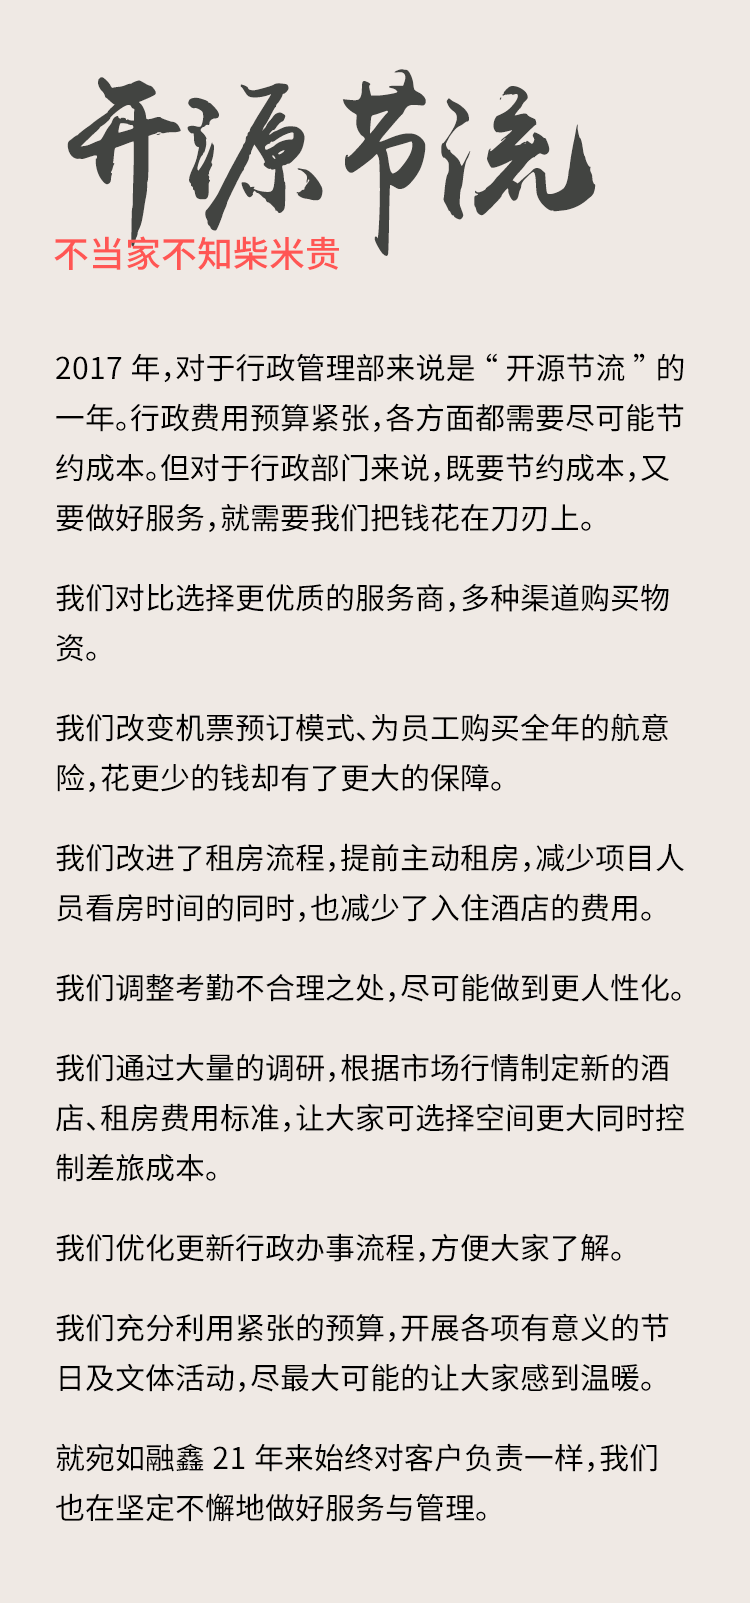 开源节流
不当家不知柴米贵
2017 年，对于行政管理部来说是“开源节流”的
一年。行政费用预算紧张，各方面都需要尽可能节
约成本。但对于行政部门来说，既要节约成本，又
要做好服务，就需要我们把钱花在刀刃上。
我们对比选择更优质的服务商，多种渠道购买物
资。
我们改变机票预订模式、为员工购买全年的航意
险，花更少的钱却有了更大的保障。
我们改进了租房流程，提前主动租房，减少项目人
员看房时间的同时，也减少了入住酒店的费用。
我们调整考勤不合理之处，尽可能做到更人性化。
我们通过大量的调研，根据市场行情制定新的酒
店、租房费用标准，让大家可选择空间更大同时控
制差旅成本。
我们优化更新行政办事流程，方便大家了解。
我们充分利用紧张的预算，开展各项有意义的节
日及文体活动，尽最大可能的让大家感到温暖。
就宛如融鑫 21 年来始终对客户负责一样，我们
也在坚定不懈地做好服务与管理。